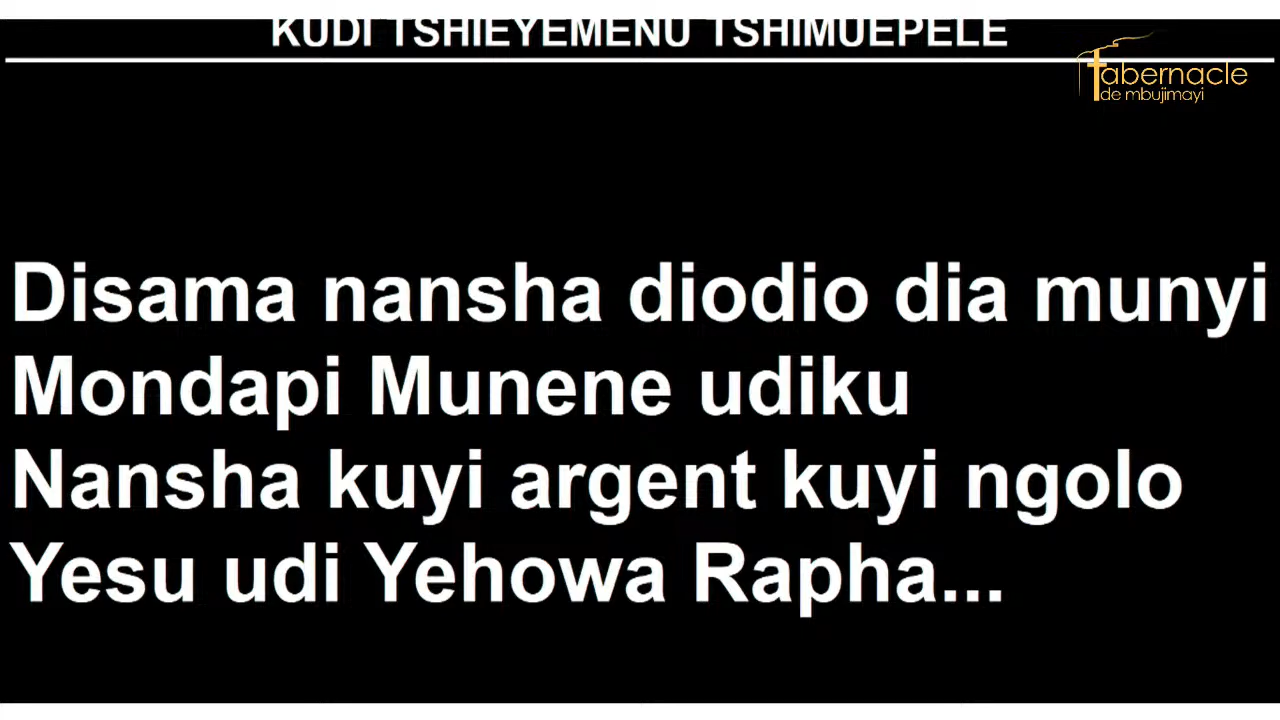 KUDI TSHIEYEMENU TSHIMUEPELE
tabernacle
de mbujimayi
Disama nansha diodio dia munyi
Mondapi Munene udiku
Nansha kuyi argent kuyi ngolo
Yesu udi Yehowa Rapha...